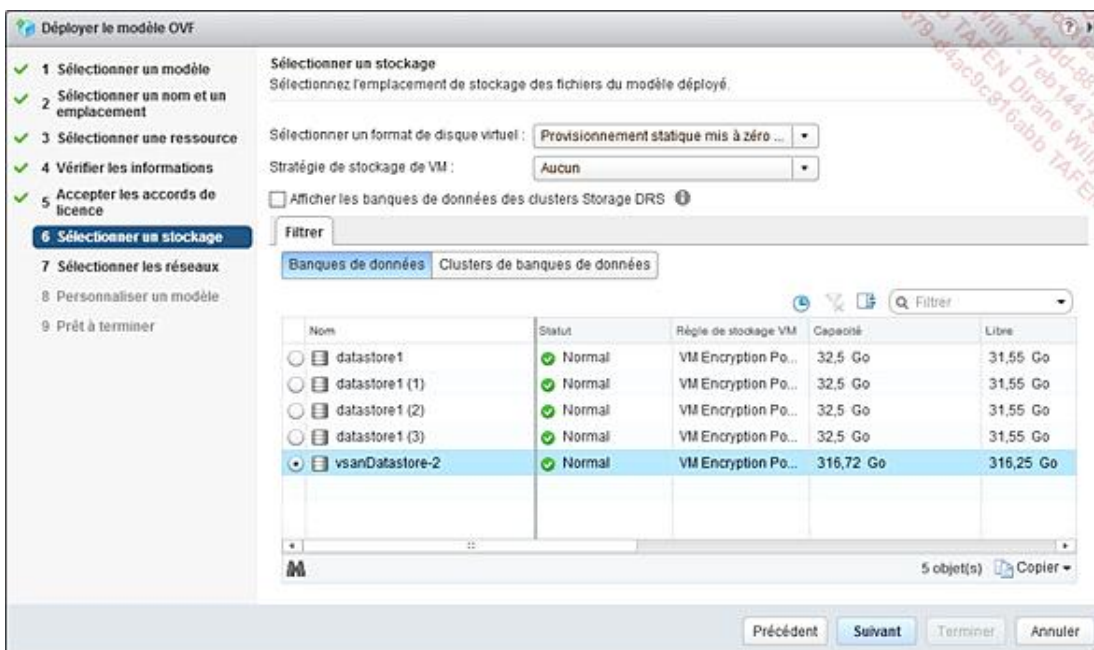 Déployer le modèle OVF
1 Sélectionner un modèle
2 Sélectionner un nom et un
emplacement
3 Sélectionner une ressource
4 Vérifier les informations
5 Accepter les accords de
licence
6 Sélectionner un stockage
7 Sélectionner les réseaux
8 Personnaliser un modèle
9 Prêt à terminer
Sélectionner un stockage
Sélectionnez l'emplacement de stockage des fichiers du modèle déployé.
Sélectionner un format de disque virtuel : Provisionnement statique mis à zéro ...
Stratégie de stockage de VM : Aucun
Afficher les banques de données des clusters Storage DRS
Filtrer
Banques de données Clusters de banques de données
Filtrer
Nom Statut Règle de stockage VM Capacité Libre
datastore1 Normal VM Encryption Po... 32,5 Go 31,55 Go
datastore1 (1) Normal VM Encryption Po... 32,5 Go 31,55 Go
datastore1 (2) Normal VM Encryption Po... 32,5 Go 31,55 Go
datastore1 (3) Normal VM Encryption Po... 32,5 Go 31,55 Go
vsanDatastore-2 Normal VM Encryption Po... 316,72 Go 316,25 Go
5 objet(s) Copier
Précédent Suivant Terminer Annuler